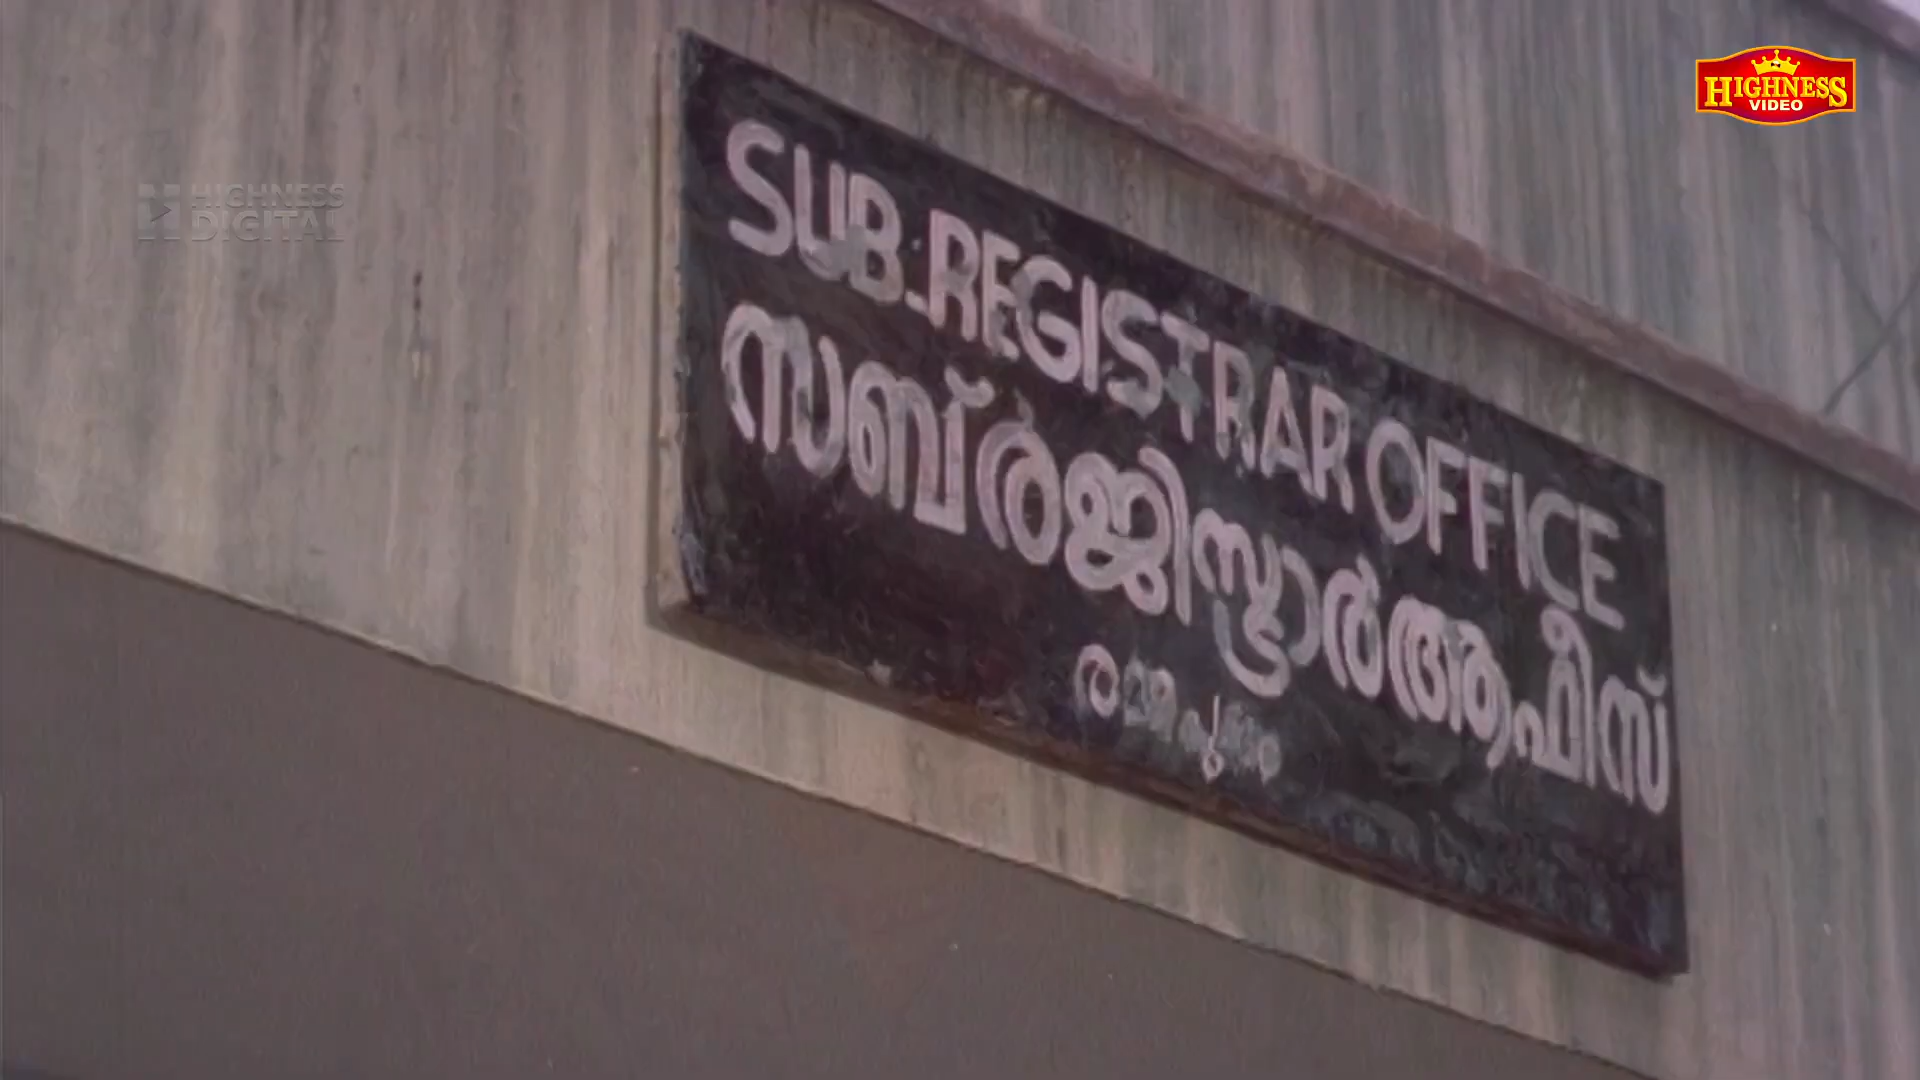 HIGHNESS
VIDEO
HIGHNESS
DIGITAL
SUB-REGISTRAR OFFICE
സബ് രജിസ്ട്രാർ ആഫീസ്